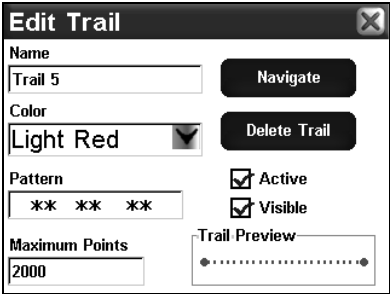 Edit Trail
Name
Trail 5
Navigate
Color
Light Red
Delete Trail
Pattern
** ** **
Active
Visible
Maximum Points
2000
Trail Preview